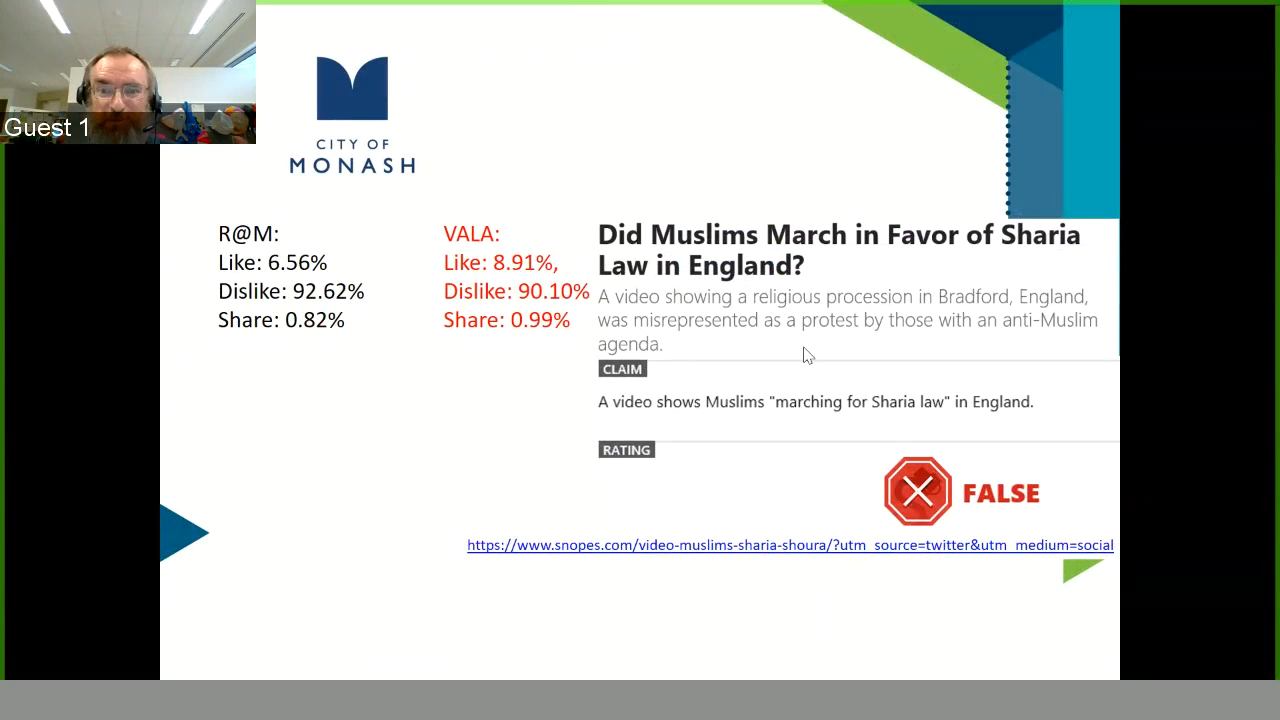 Guest 1
CITY OF
MONASH
R@M:
Like: 6.56%
Dislike: 92.62%
Share: 0.82%
VALA:
Like: 8.91%,
Dislike: 90.10%
Share: 0.99%
Did Muslims March in Favor of Sharia
Law in England?
A video showing a religious procession in Bradford, England,
was misrepresented as a protest by those with an anti-Muslim
agenda.
CLAIM
A video shows Muslims "marching for Sharia law" in England.
RATING
FALSE
https://www.snopes.com/video-muslims-sharia-shoura/?utm_source=twitter&utm_medium=social